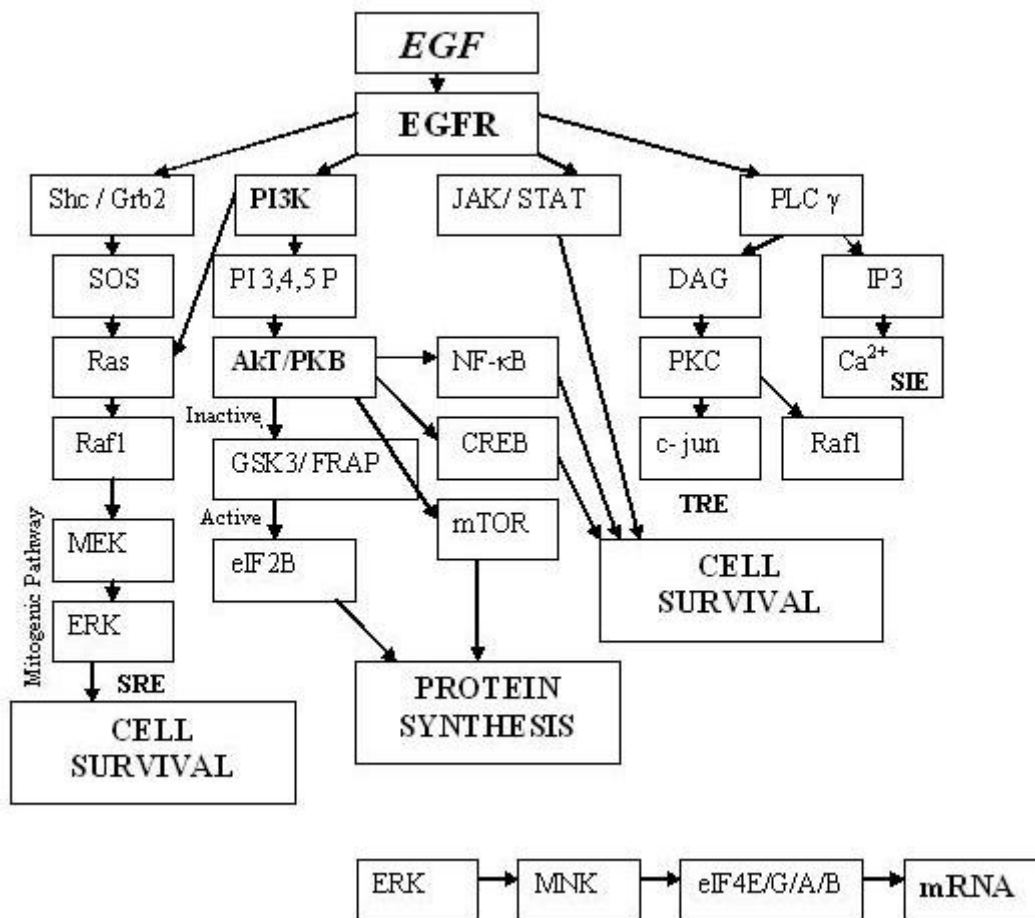 EGF
EGFR
Shc / Grb2
PI3K
JAK/ STAT
PLC γ
SOS
PI 3,4,5 P
DAG
IP3
Ras
AkT/PKB
NF-κB
PKC
Ca²⁺
SIE
Inactive
Raf1
GSK3/ FRAP
CREB
c- jun
Raf1
Active
TRE
MEK
eIF2B
mTOR
CELL
SURVIVAL
Mitogenic Pathway
ERK
SRE
PROTEIN
SYNTHESIS
CELL
SURVIVAL
ERK
MNK
eIF4E/G/A/B
mRNA